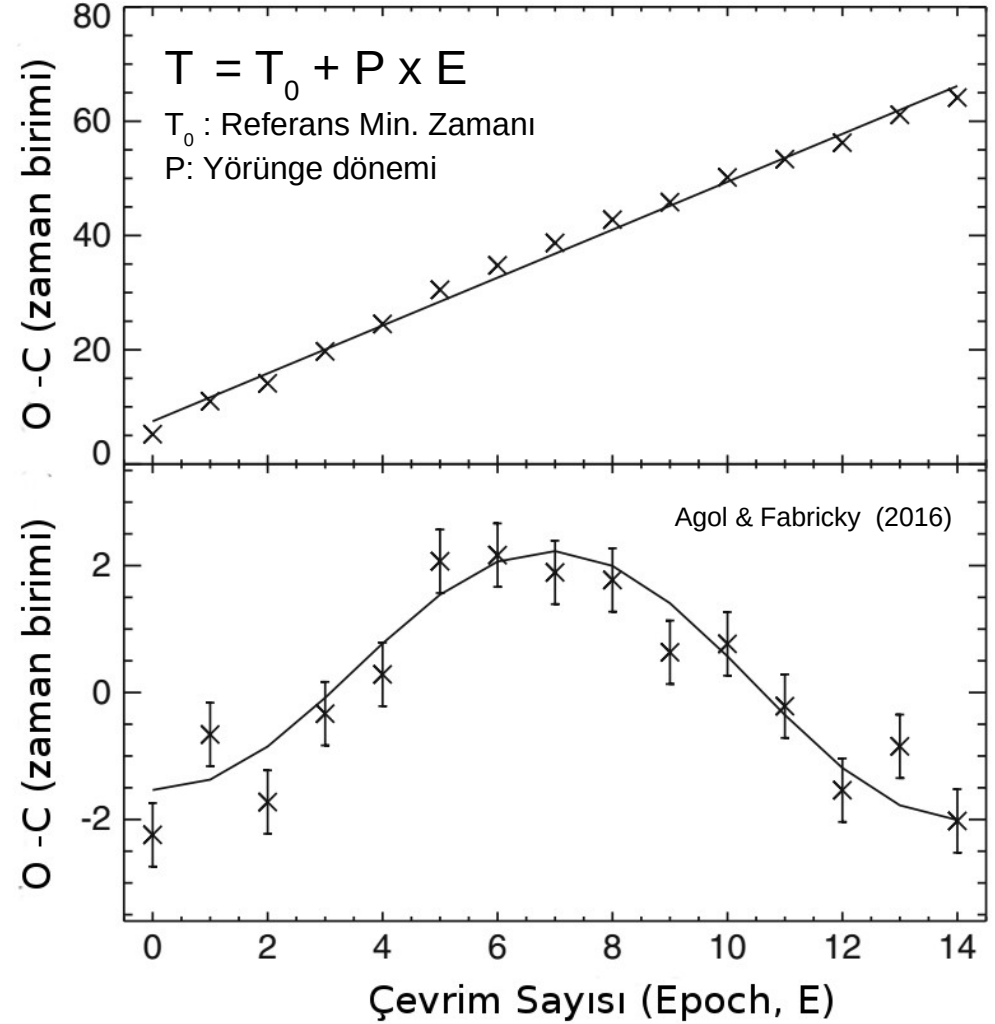 80
60
40
20
0
O -C (zaman birimi)
T = T0 + P x E
T0 : Referans Min. Zamanı
P: Yörünge dönemi
2
0
-2
O -C (zaman birimi)
Agol & Fabricky (2016)
0 2 4 6 8 10 12 14
Çevrim Sayısı (Epoch, E)